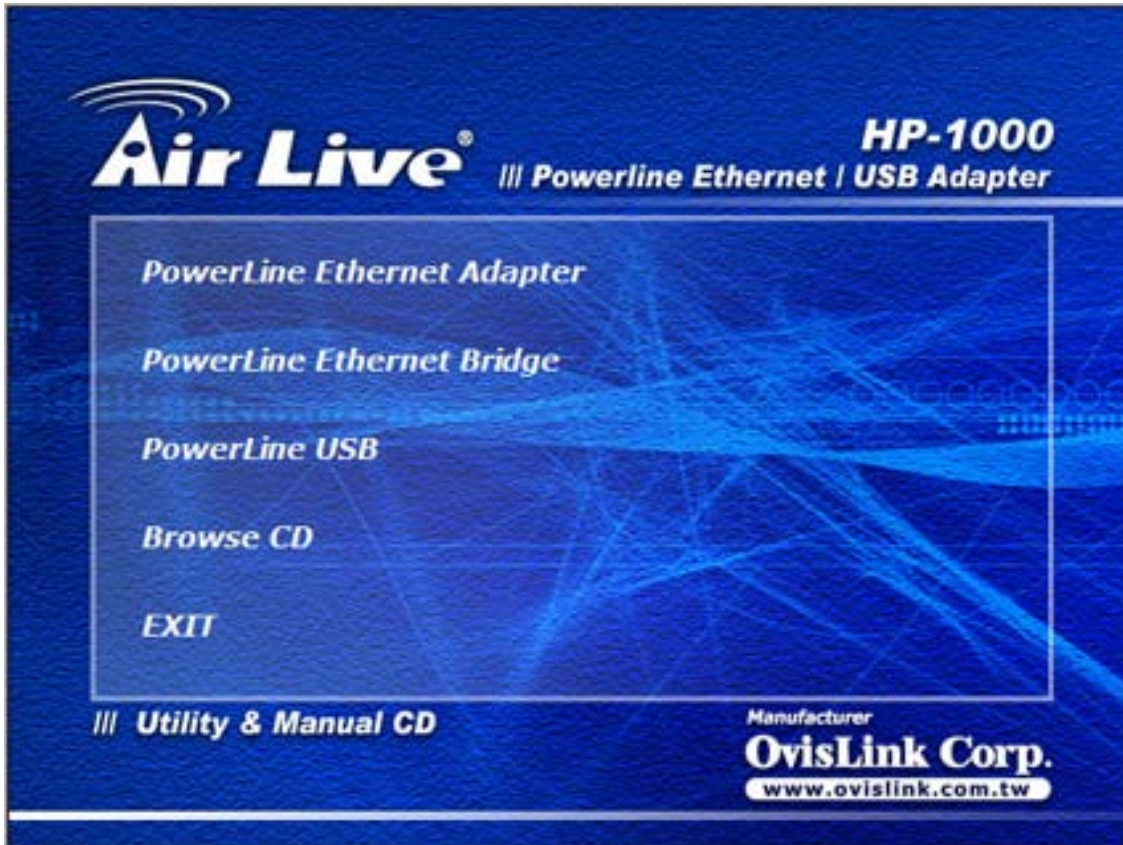 Air Live®
HP-1000
/// Powerline Ethernet / USB Adapter
PowerLine Ethernet Adapter
PowerLine Ethernet Bridge
PowerLine USB
Browse CD
EXIT
/// Utility & Manual CD
Manufacturer
OvisLink Corp.
www.ovislink.com.tw